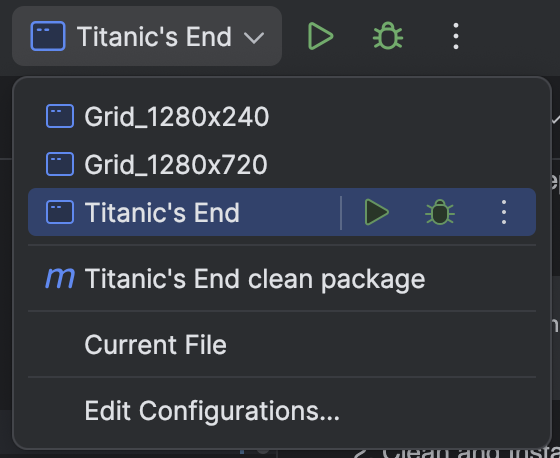 Titanic's End
Grid_1280x240
Grid_1280x720
Titanic's End
m Titanic's End clean package
Current File
Edit Configurations...
Clean and Insta